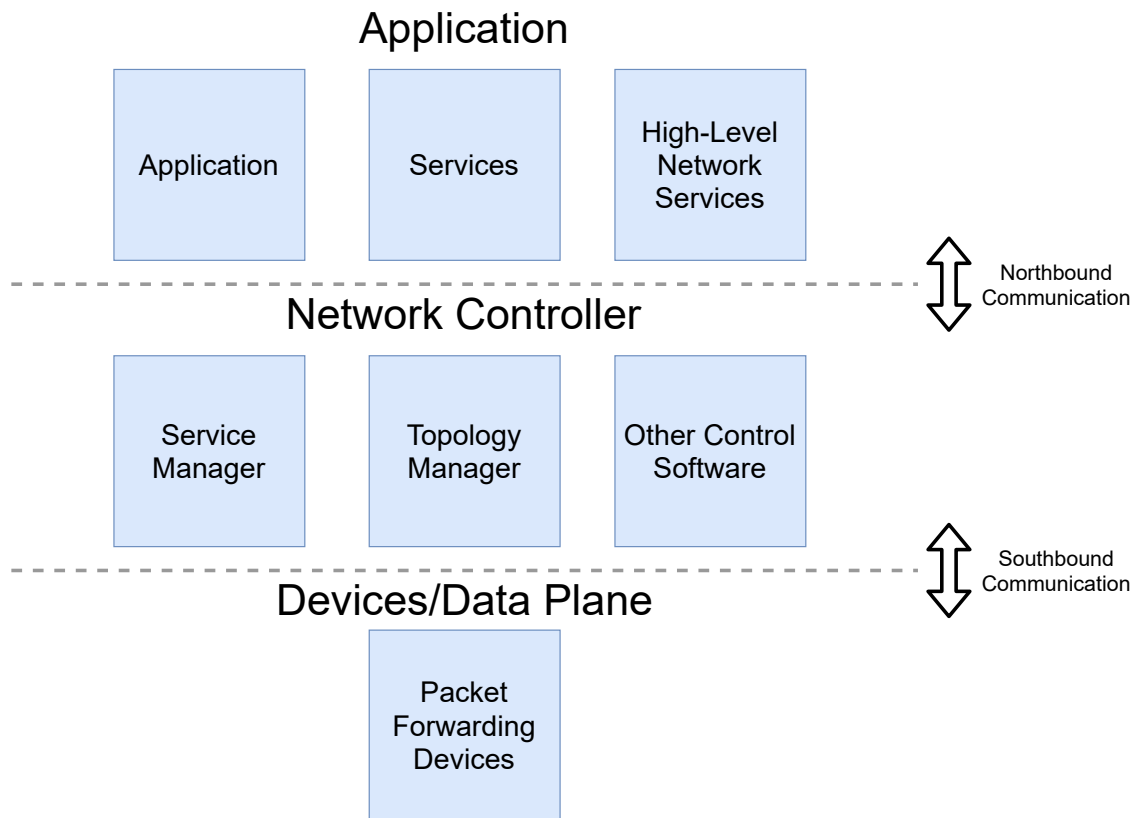 Application
Application
Services
High-Level
Network
Services
Northbound
Communication
Network Controller
Service
Manager
Topology
Manager
Other Control
Software
Southbound
Communication
Devices/Data Plane
Packet
Forwarding
Devices